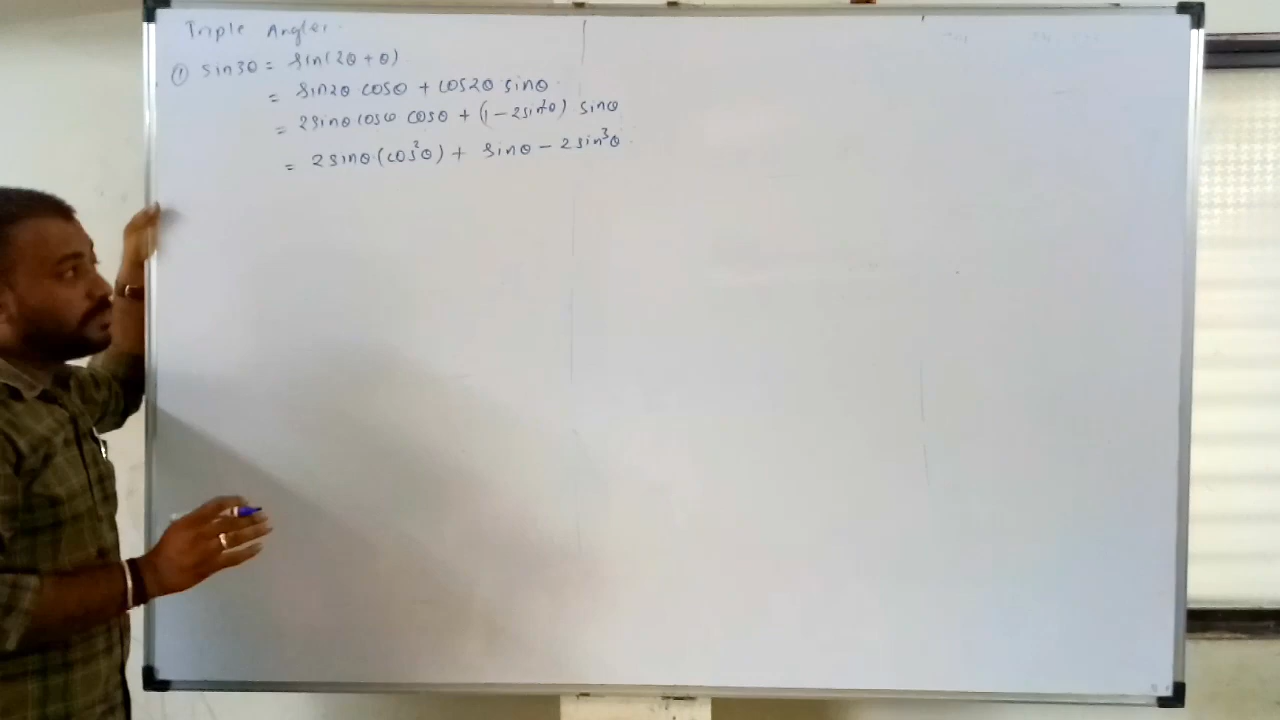 Triple Angles.
① sin3θ = sin(2θ + θ)
= sin2θ cosθ + cos2θ sinθ
= 2sinθ cosθ cosθ + (1 - 2sin²θ) sinθ
= 2sinθ (cos²θ) + sinθ - 2sin³θ.